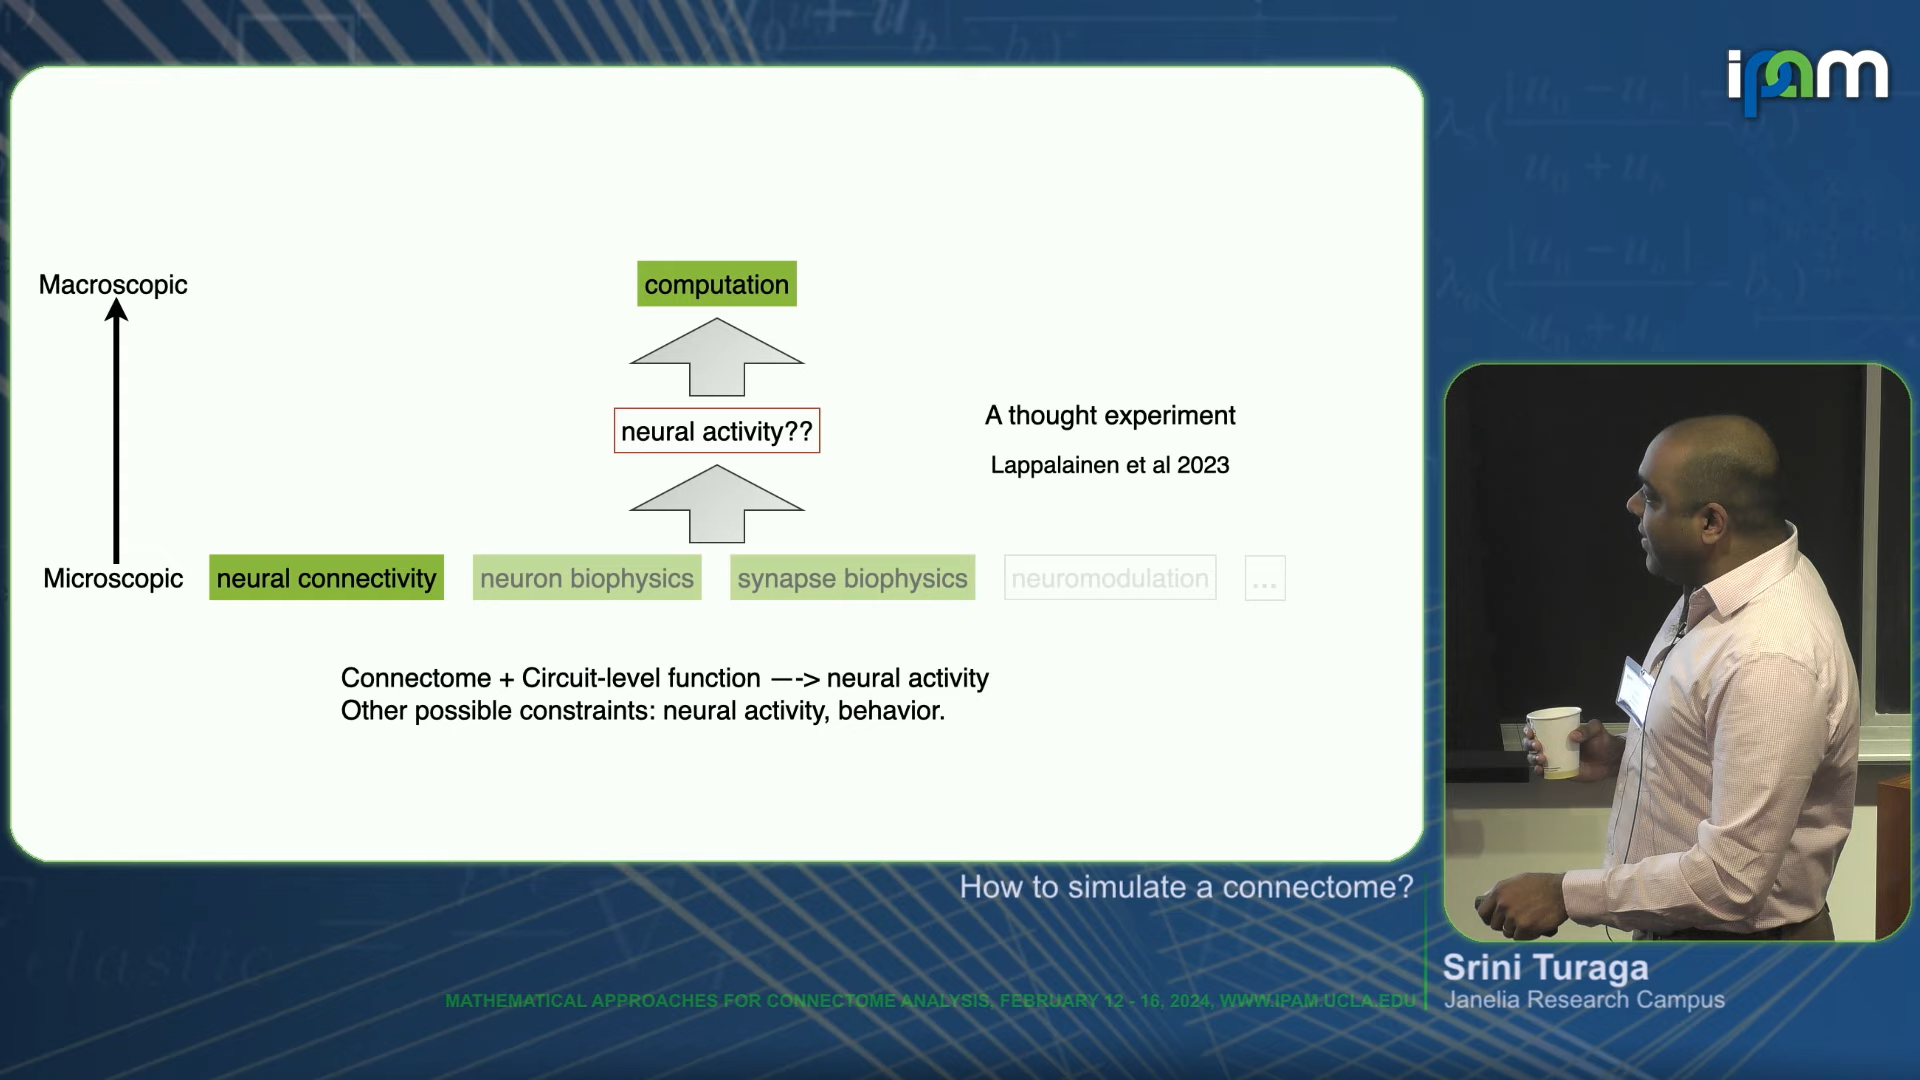 ipam
Macroscopic
computation
neural activity??
A thought experiment
Lappalainen et al 2023
Microscopic
neural connectivity
neuron biophysics
synapse biophysics
neuromodulation
...
Connectome + Circuit-level function —-> neural activity
Other possible constraints: neural activity, behavior.
How to simulate a connectome?
Srini Turaga
Janelia Research Campus
MATHEMATICAL APPROACHES FOR CONNECTOME ANALYSIS, FEBRUARY 12 - 16, 2024, WWW.IPAM.UCLA.EDU
elastic